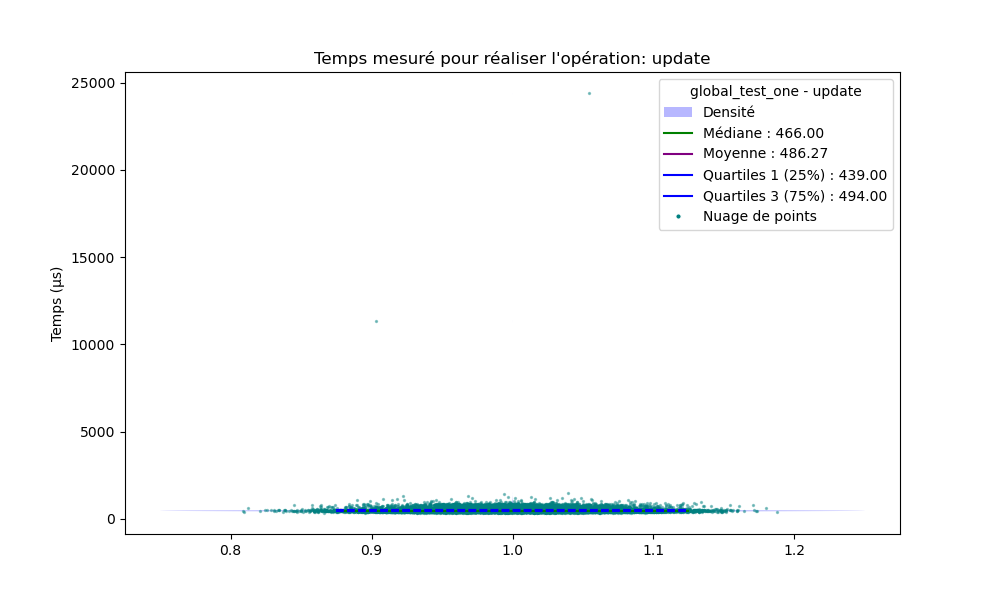 Temps mesuré pour réaliser l'opération: update
25000
20000
15000
10000
5000
0
Temps (µs)
global_test_one - update
Densité
Médiane : 466.00
Moyenne : 486.27
Quartiles 1 (25%) : 439.00
Quartiles 3 (75%) : 494.00
Nuage de points
0.8
0.9
1.0
1.1
1.2